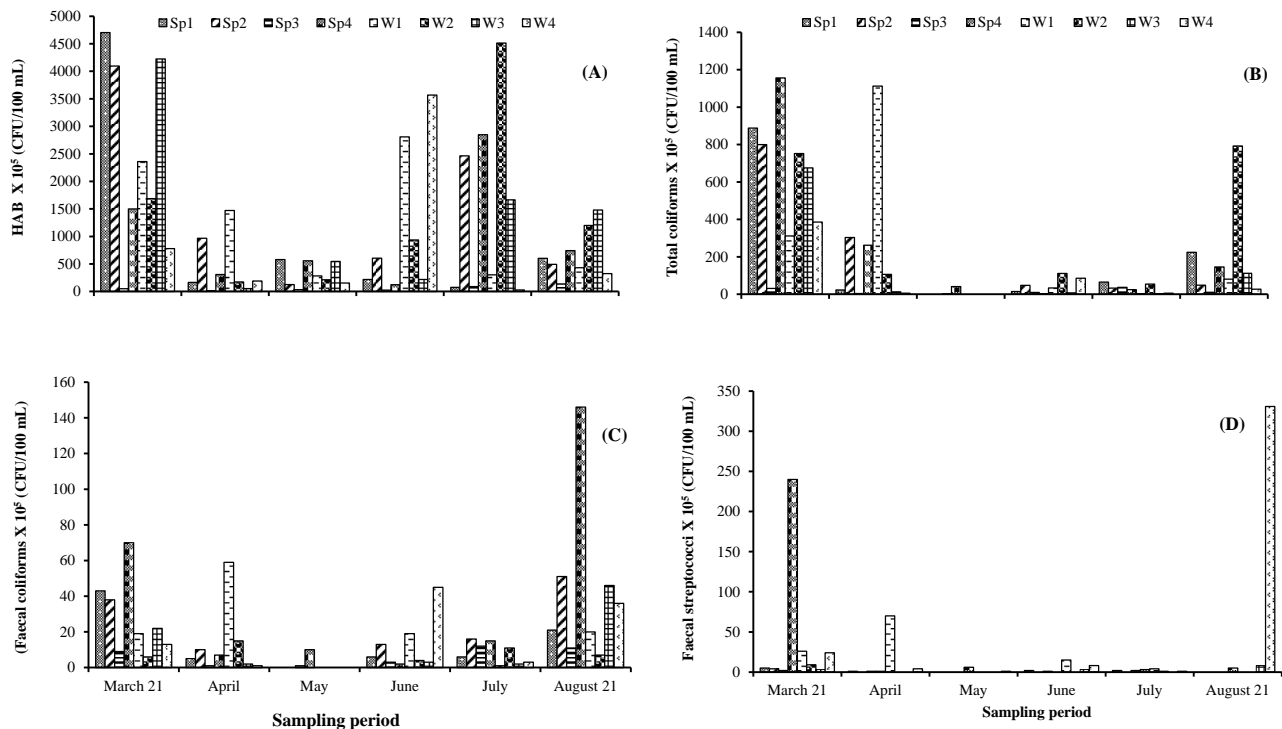 Sp1 Sp2 Sp3 Sp4 W1 W2 W3 W4
5000
4500
4000
3500
3000
2500
2000
1500
1000
500
0
HAB X 10⁵ (CFU/100 mL)
(A)
Sp1 Sp2 Sp3 Sp4 W1 W2 W3 W4
1400
1200
1000
800
600
400
200
0
Total coliforms X 10⁵ (CFU/100 mL)
(B)
160
140
120
100
80
60
40
20
0
(Faecal coliforms X 10⁵ (CFU/100 mL)
(C)
March 21 April May June July August 21
Sampling period
350
300
250
200
150
100
50
0
Faecal streptococci X 10⁵ (CFU/100 mL)
(D)
March 21 April May June July August 21
Sampling period